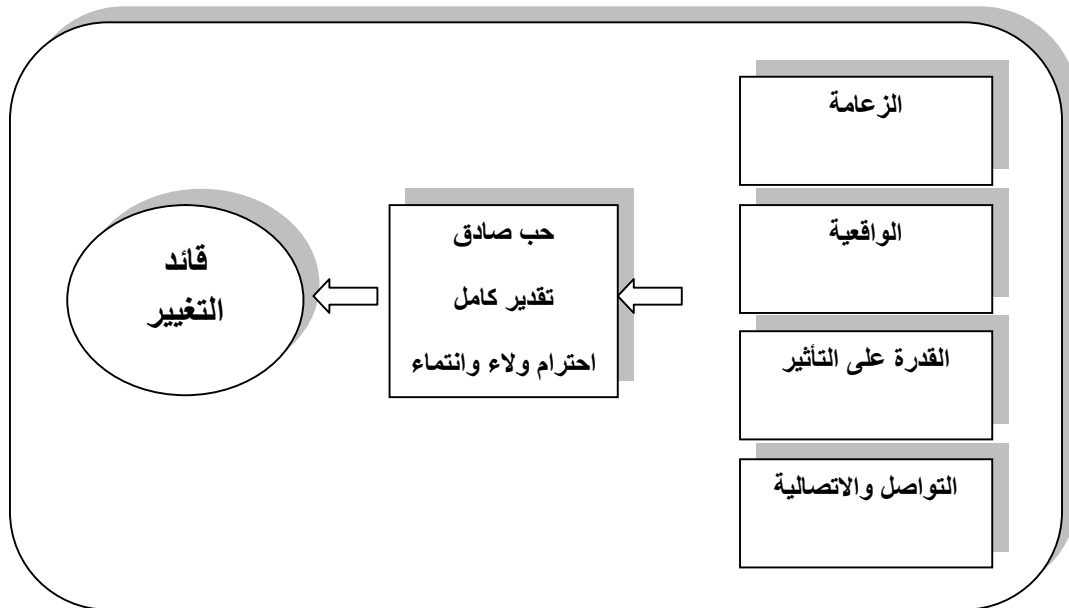 الزعامة
الواقعية
القدرة على التأثير
التواصل والاتصالية
حب صادق
تقدير كامل
احترام ولاء وانتماء
قائد
التغيير